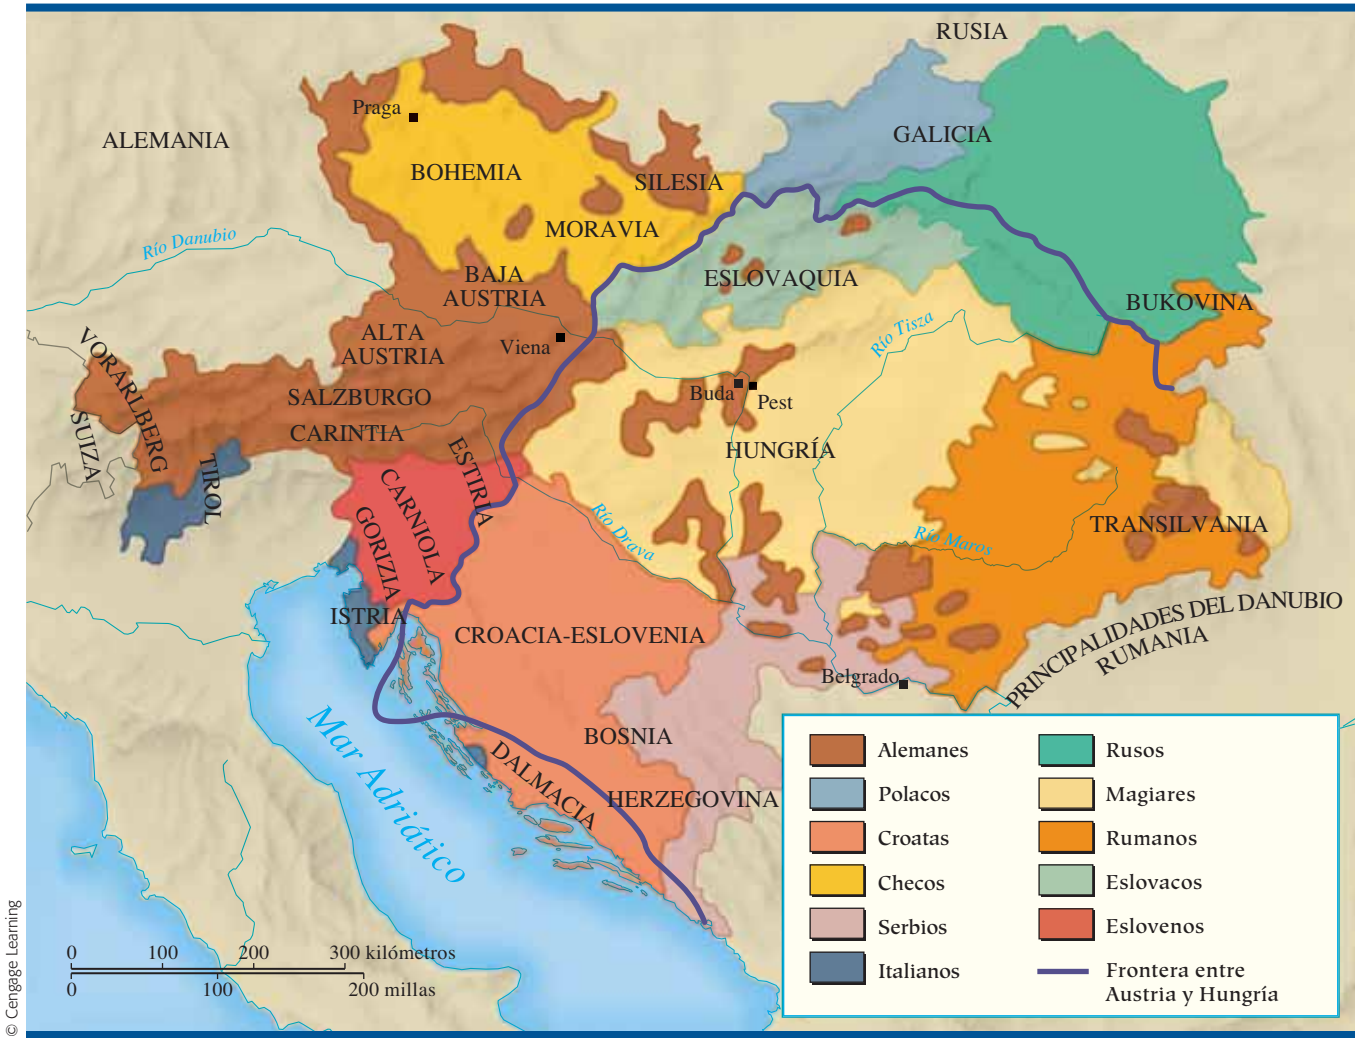 RUSIA
Praga
ALEMANIA
GALICIA
BOHEMIA
SILESIA
MORAVIA
Río Danubio
BAJA
AUSTRIA
ESLOVAQUIA
BUKOVINA
ALTA
AUSTRIA
Viena
Río Tisza
VORARLBERG
SUIZA
SALZBURGO
Buda
Pest
CARINTIA
TIROL
ESTIRIA
HUNGRÍA
CARNIOLA
GORIZIA
Río Drava
Río Maros
TRANSILVANIA
ISTRIA
CROACIA-ESLOVENIA
PRINCIPALIDADES DEL DANUBIO
RUMANIA
Belgrado
Mar Adriático
BOSNIA
DALMACIA
HERZEGOVINA
Alemanes
Polacos
Croatas
Checos
Serbios
Italianos
Rusos
Magiares
Rumanos
Eslovacos
Eslovenos
Frontera entre
Austria y Hungría
0 100 200 300 kilómetros
0 100 200 millas
© Cengage Learning